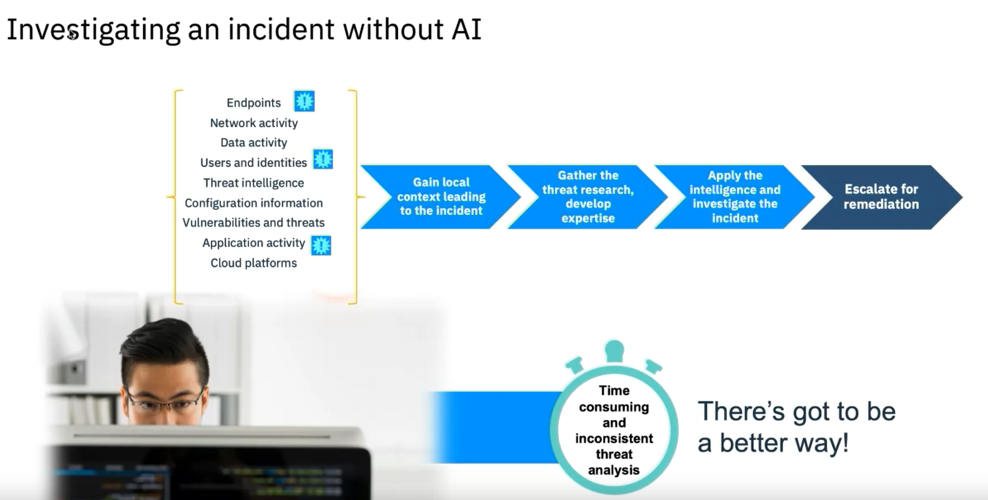 Investigating an incident without AI
Endpoints
Network activity
Data activity
Users and identities
Threat intelligence
Configuration information
Vulnerabilities and threats
Application activity
Cloud platforms
Gain local
context leading
to the incident
Gather the
threat research,
develop
expertise
Apply the
intelligence and
investigate the
incident
Escalate for
remediation
Time
consuming
and
inconsistent
threat
analysis
There's got to be
a better way!